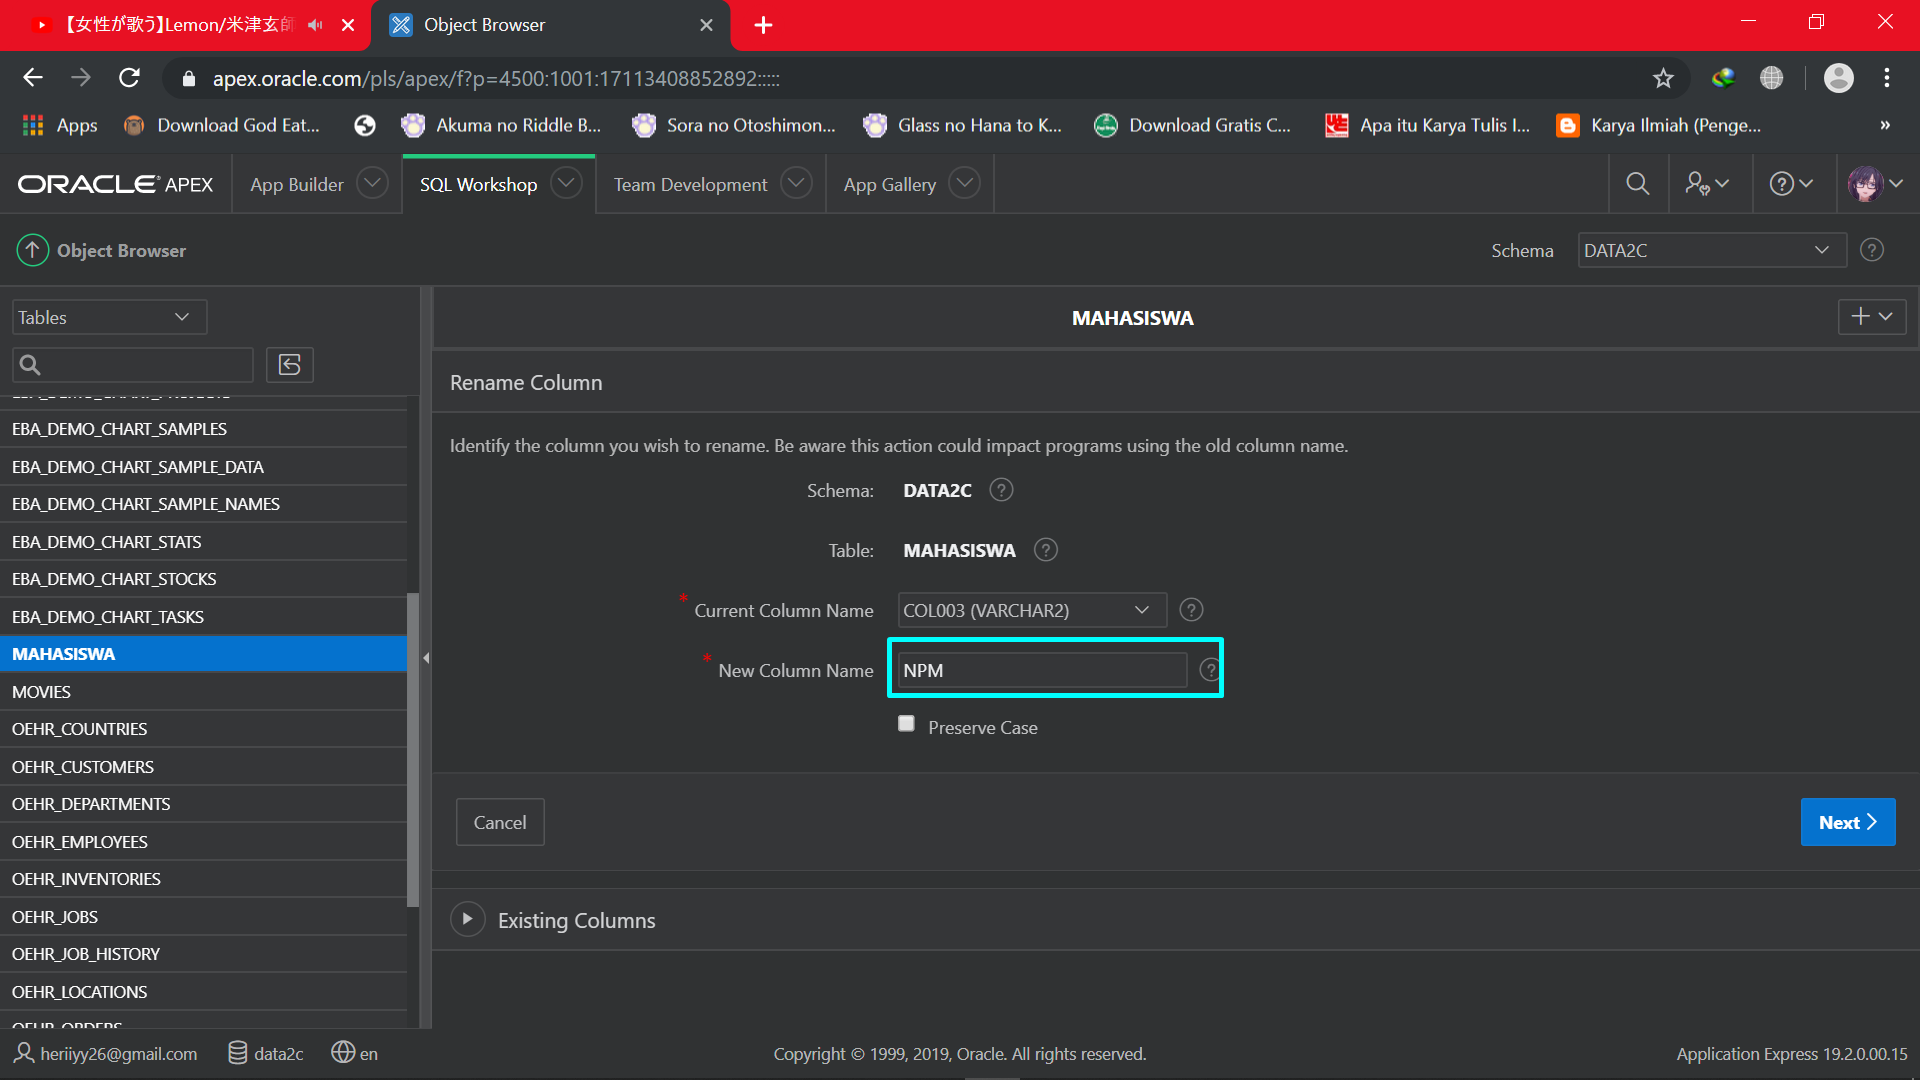 【女性が歌う】Lemon/米津玄師
Object Browser
apex.oracle.com/pls/apex/f?p=4500:1001:17113408852892:::::
Apps
Download God Eat...
Akuma no Riddle B...
Sora no Otoshimon...
Glass no Hana to K...
Download Gratis C...
Apa itu Karya Tulis I...
Karya Ilmiah (Penge...
»
ORACLE APEX
App Builder
SQL Workshop
Team Development
App Gallery
Object Browser
Schema
DATA2C
Tables
MAHASISWA
Rename Column
Identify the column you wish to rename. Be aware this action could impact programs using the old column name.
Schema:
DATA2C
Table:
MAHASISWA
* Current Column Name
COL003 (VARCHAR2)
* New Column Name
NPM
Preserve Case
Cancel
Next
Existing Columns
EBA_DEMO_CHART_SAMPLES
EBA_DEMO_CHART_SAMPLE_DATA
EBA_DEMO_CHART_SAMPLE_NAMES
EBA_DEMO_CHART_STATS
EBA_DEMO_CHART_STOCKS
EBA_DEMO_CHART_TASKS
MAHASISWA
MOVIES
OEHR_COUNTRIES
OEHR_CUSTOMERS
OEHR_DEPARTMENTS
OEHR_EMPLOYEES
OEHR_INVENTORIES
OEHR_JOBS
OEHR_JOB_HISTORY
OEHR_LOCATIONS
OEHR_ORDERS
heriiyy26@gmail.com
data2c
en
Copyright © 1999, 2019, Oracle. All rights reserved.
Application Express 19.2.0.00.15